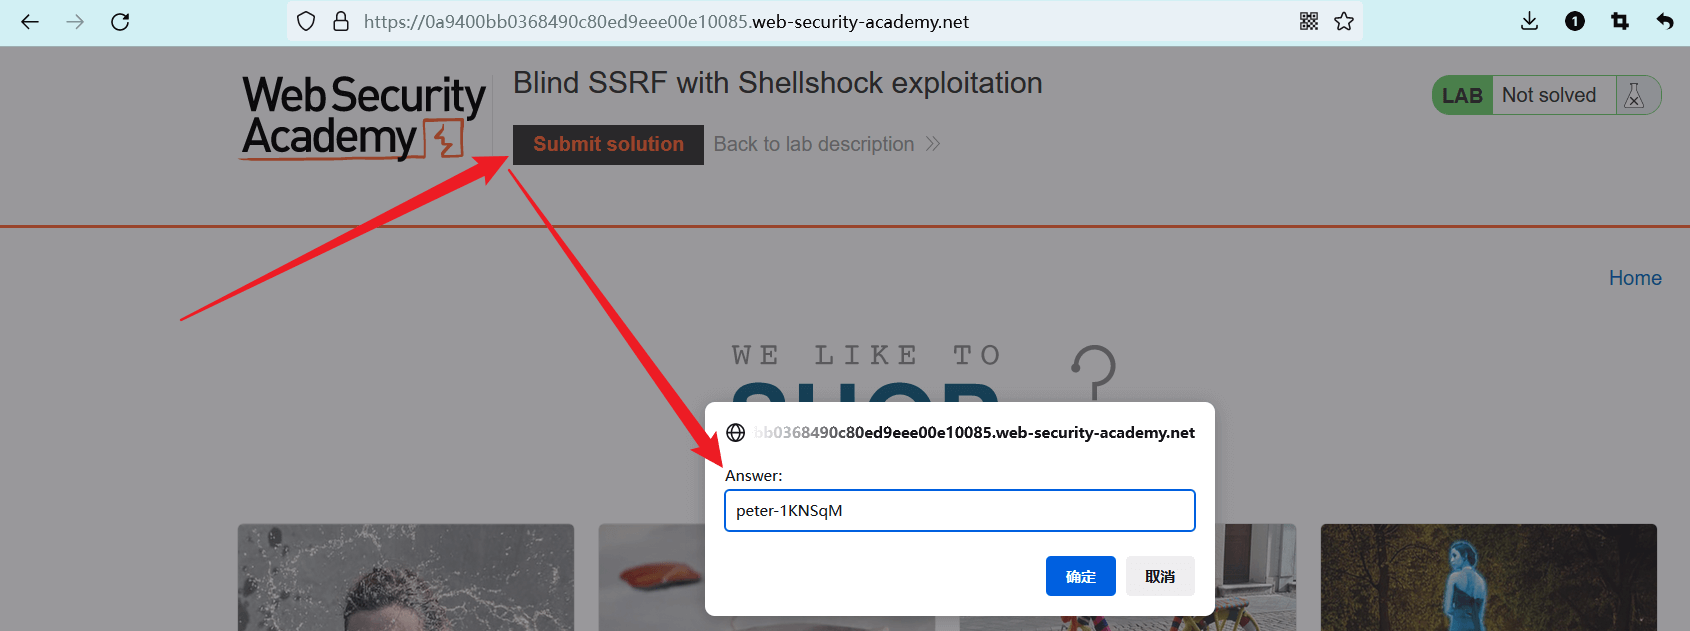 https://0a9400bb0368490c80ed9eee00e10085.web-security-academy.net
1
Web Security
Academy
Blind SSRF with Shellshock exploitation
LAB Not solved
Submit solution Back to lab description
Home
WE LIKE TO
SHOP
bb0368490c80ed9eee00e10085.web-security-academy.net
Answer:
peter-1KNSqM
确定 取消